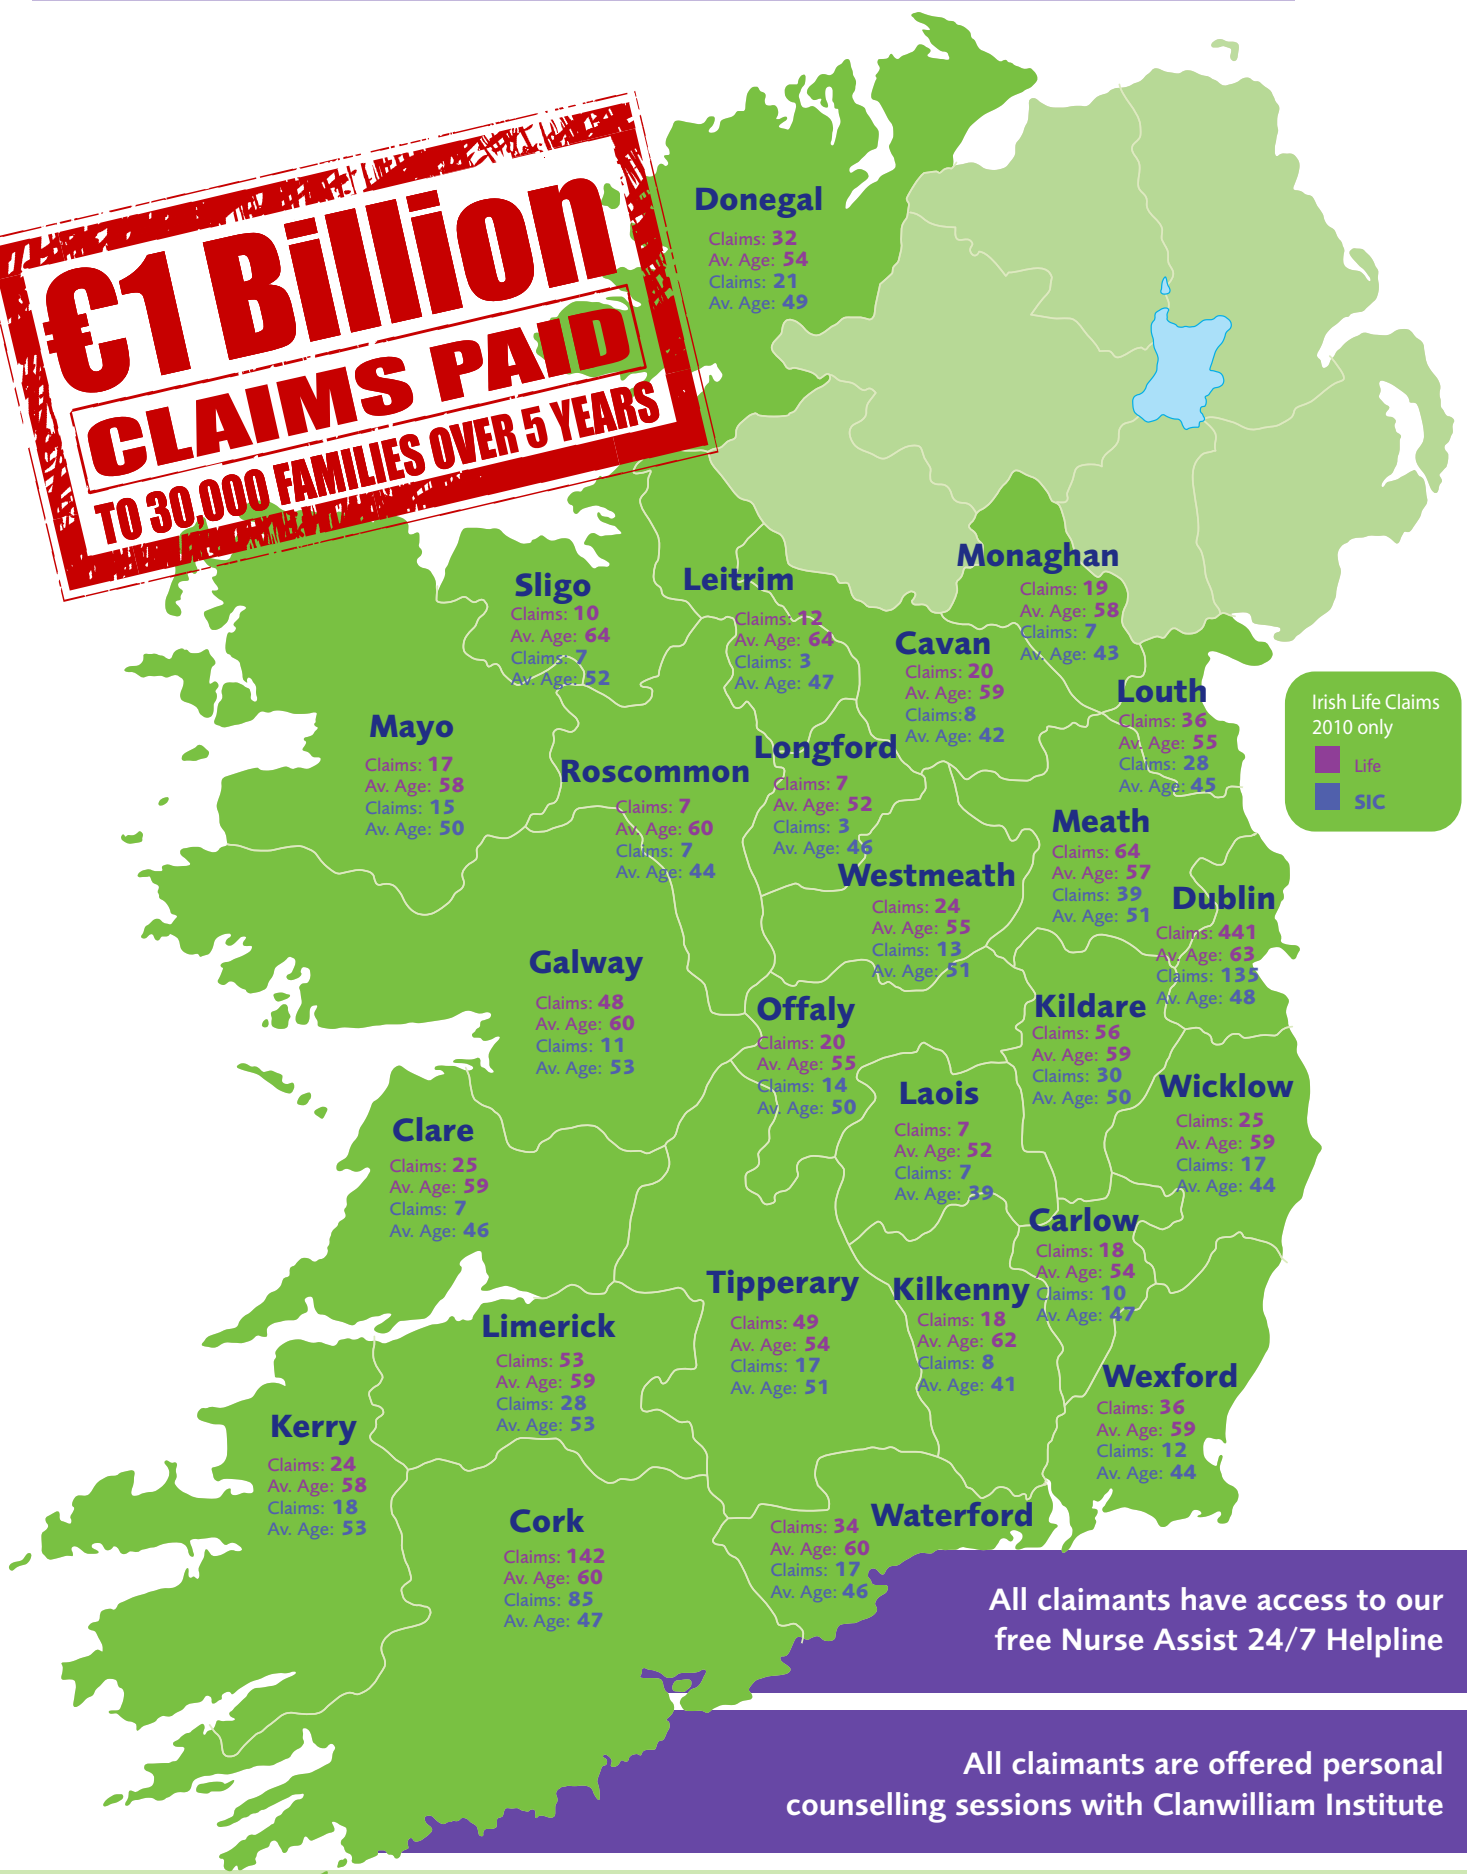 €1 Billion
CLAIMS PAID
TO 30,000 FAMILIES OVER 5 YEARS
Donegal
Claims: 32
Av. Age: 54
Claims: 21
Av. Age: 49
Monaghan
Claims: 19
Av. Age: 58
Claims: 7
Av. Age: 43
Sligo
Claims: 10
Av. Age: 64
Claims: 7
Av. Age: 52
Leitrim
Claims: 12
Av. Age: 64
Claims: 3
Av. Age: 47
Cavan
Claims: 20
Av. Age: 59
Claims:8
Av. Age: 42
Louth
Claims: 36
Av. Age: 55
Claims: 28
Av. Age: 45
Irish Life Claims
2010 only
Life
SIC
Mayo
Claims: 17
Av. Age: 58
Claims: 15
Av. Age: 50
Roscommon
Claims: 7
Av. Age: 60
Claims: 7
Av. Age: 44
Longford
Claims: 7
Av. Age: 52
Claims: 3
Av. Age: 46
Meath
Claims: 64
Av. Age: 57
Claims: 39
Av. Age: 51
Westmeath
Claims: 24
Av. Age: 55
Claims: 13
Av. Age: 51
Dublin
Claims: 441
Av. Age: 63
Claims: 135
Av. Age: 48
Galway
Claims: 48
Av. Age: 60
Claims: 11
Av. Age: 53
Offaly
Claims: 20
Av. Age: 55
Claims: 14
Av. Age: 50
Kildare
Claims: 56
Av. Age: 59
Claims: 30
Av. Age: 50
Laois
Claims: 7
Av. Age: 52
Claims: 7
Av. Age: 39
Wicklow
Claims: 25
Av. Age: 59
Claims: 17
Av. Age: 44
Clare
Claims: 25
Av. Age: 59
Claims: 7
Av. Age: 46
Carlow
Claims: 18
Av. Age: 54
Claims: 10
Av. Age: 47
Tipperary
Claims: 49
Av. Age: 54
Claims: 17
Av. Age: 51
Kilkenny
Claims: 18
Av. Age: 62
Claims: 8
Av. Age: 41
Limerick
Claims: 53
Av. Age: 59
Claims: 28
Av. Age: 53
Wexford
Claims: 36
Av. Age: 59
Claims: 12
Av. Age: 44
Kerry
Claims: 24
Av. Age: 58
Claims: 18
Av. Age: 53
Cork
Claims: 142
Av. Age: 60
Claims: 85
Av. Age: 47
Waterford
Claims: 34
Av. Age: 60
Claims: 17
Av. Age: 46
All claimants have access to our
free Nurse Assist 24/7 Helpline
All claimants are offered personal
counselling sessions with Clanwilliam Institute